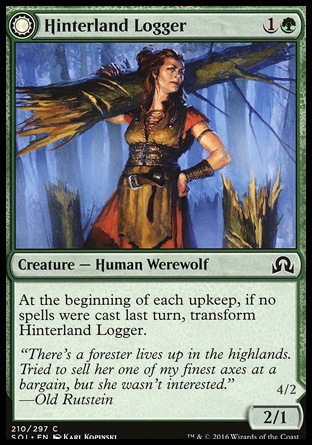 Hinterland Logger 1
Creature — Human Werewolf
At the beginning of each upkeep, if no
spells were cast last turn, transform
Hinterland Logger.
"There's a forester lives up in the highlands.
Tried to sell her one of my finest axes at a
bargain, but she wasn't interested."
—Old Rutstein
4/2
2/1
210/297 C
SOI • EN Karl Kopinski
™ & © 2016 Wizards of the Coast